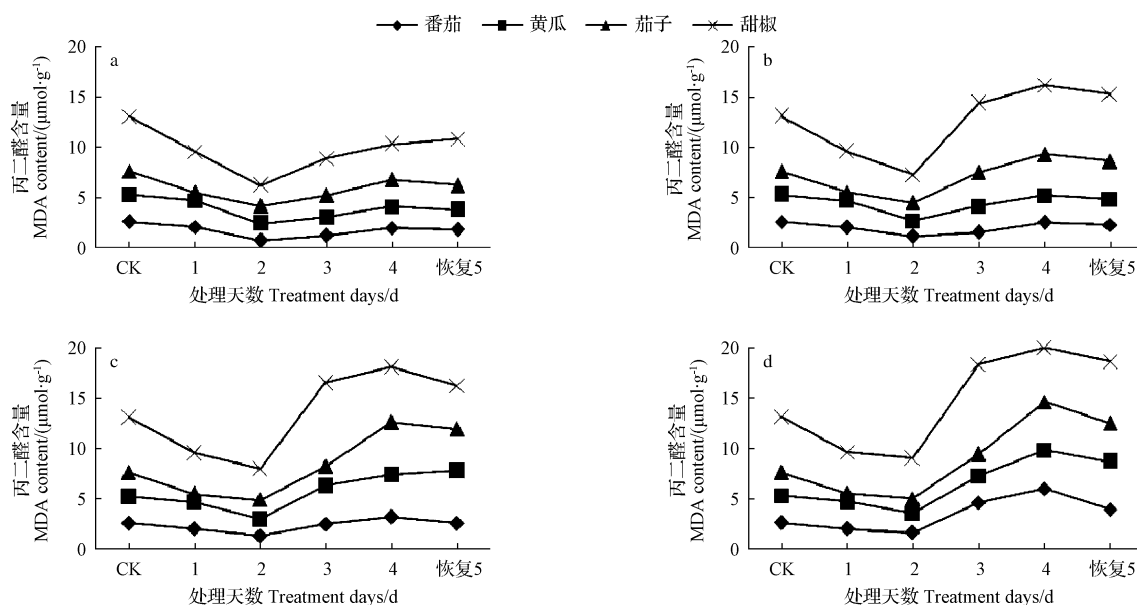 番茄 黄瓜 茄子 甜椒
a
20
15
10
5
0
丙二醛含量
MDA content/(μmol·g⁻¹)
CK 1 2 3 4 恢复5
处理天数 Treatment days/d
b
20
15
10
5
0
丙二醛含量
MDA content/(μmol·g⁻¹)
CK 1 2 3 4 恢复5
处理天数 Treatment days/d
c
20
15
10
5
0
丙二醛含量
MDA content/(μmol·g⁻¹)
CK 1 2 3 4 恢复5
处理天数 Treatment days/d
d
20
15
10
5
0
丙二醛含量
MDA content/(μmol·g⁻¹)
CK 1 2 3 4 恢复5
处理天数 Treatment days/d